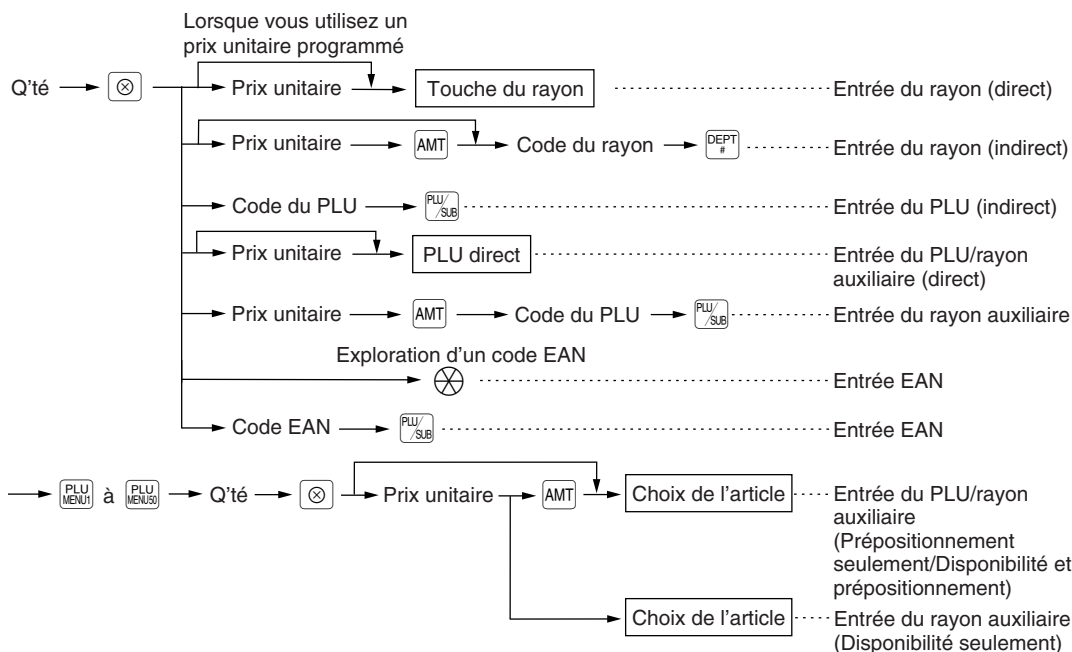 Lorsque vous utilisez un
prix unitaire programmé
Q'té ⊗ Prix unitaire Touche du rayon Entrée du rayon (direct)
Prix unitaire AMT Code du rayon DEPT # Entrée du rayon (indirect)
Code du PLU PLU/SUB Entrée du PLU (indirect)
Prix unitaire PLU direct Entrée du PLU/rayon
auxiliaire (direct)
Prix unitaire AMT Code du PLU PLU/SUB Entrée du rayon auxiliaire
Exploration d'un code EAN
Entrée EAN
Code EAN PLU/SUB Entrée EAN
PLU MENU1 à PLU MENU50 Q'té ⊗ Prix unitaire AMT Choix de l'article Entrée du PLU/rayon
auxiliaire
(Prépositionnement
seulement/Disponibilité et
prépositionnement)
Choix de l'article Entrée du rayon auxiliaire
(Disponibilité seulement)